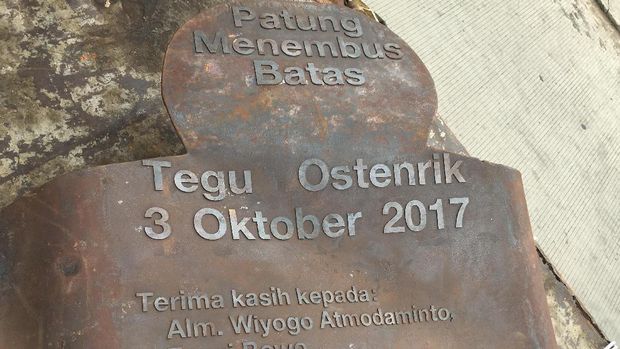 Patung
Menembus
Batas
Tegu Ostenrik
3 Oktober 2017
Terima kasih kepada:
Alm. Wiyogo Atmodaminto,